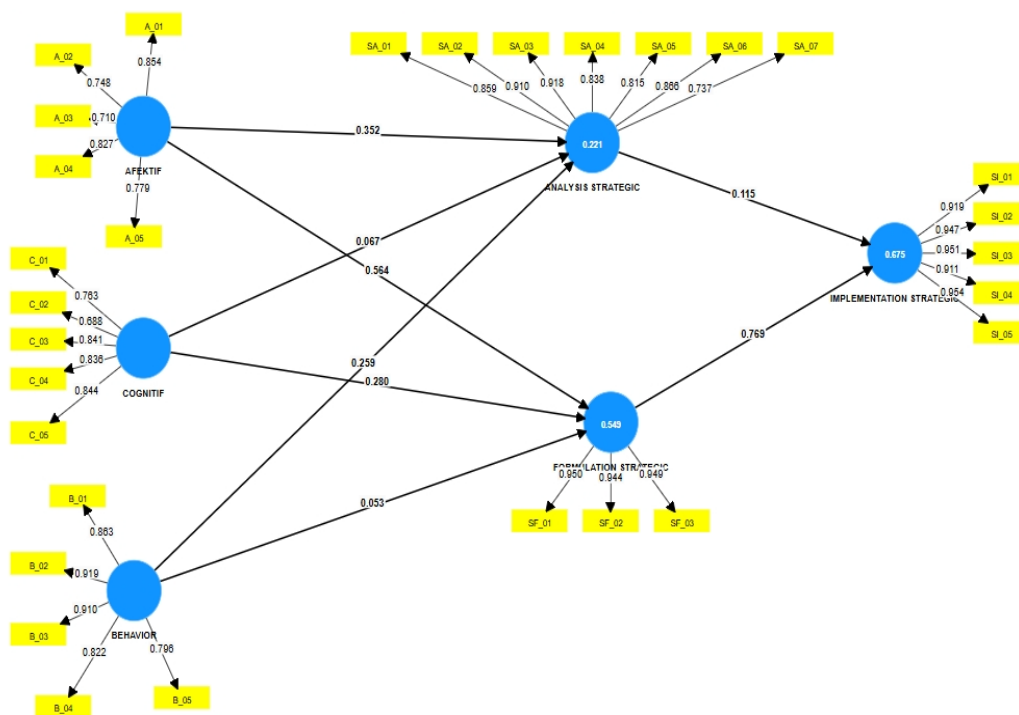 A_01
A_02
0.854
0.748
A_03
0.710
0.827
A_04
AFEKTIF
0.779
A_05
SA_01
SA_02
SA_03
SA_04
SA_05
SA_06
SA_07
0.859
0.910
0.918
0.838
0.815
0.866
0.737
0.352
0.221
ANALYSIS STRATEGIC
0.115
SI_01
0.919
SI_02
0.947
0.951
SI_03
0.675
0.911
SI_04
0.954
IMPLEMENTATION STRATEGIC
SI_05
0.067
0.564
C_01
0.763
C_02
0.688
C_03
0.841
0.836
C_04
0.844
COGNITIF
C_05
0.259
0.280
0.769
0.549
FORMULATION STRATEGIC
0.950
0.944
0.949
SF_01
SF_02
SF_03
0.053
B_01
0.863
B_02
0.919
0.910
B_03
BEHAVIOR
0.822
0.796
B_04
B_05